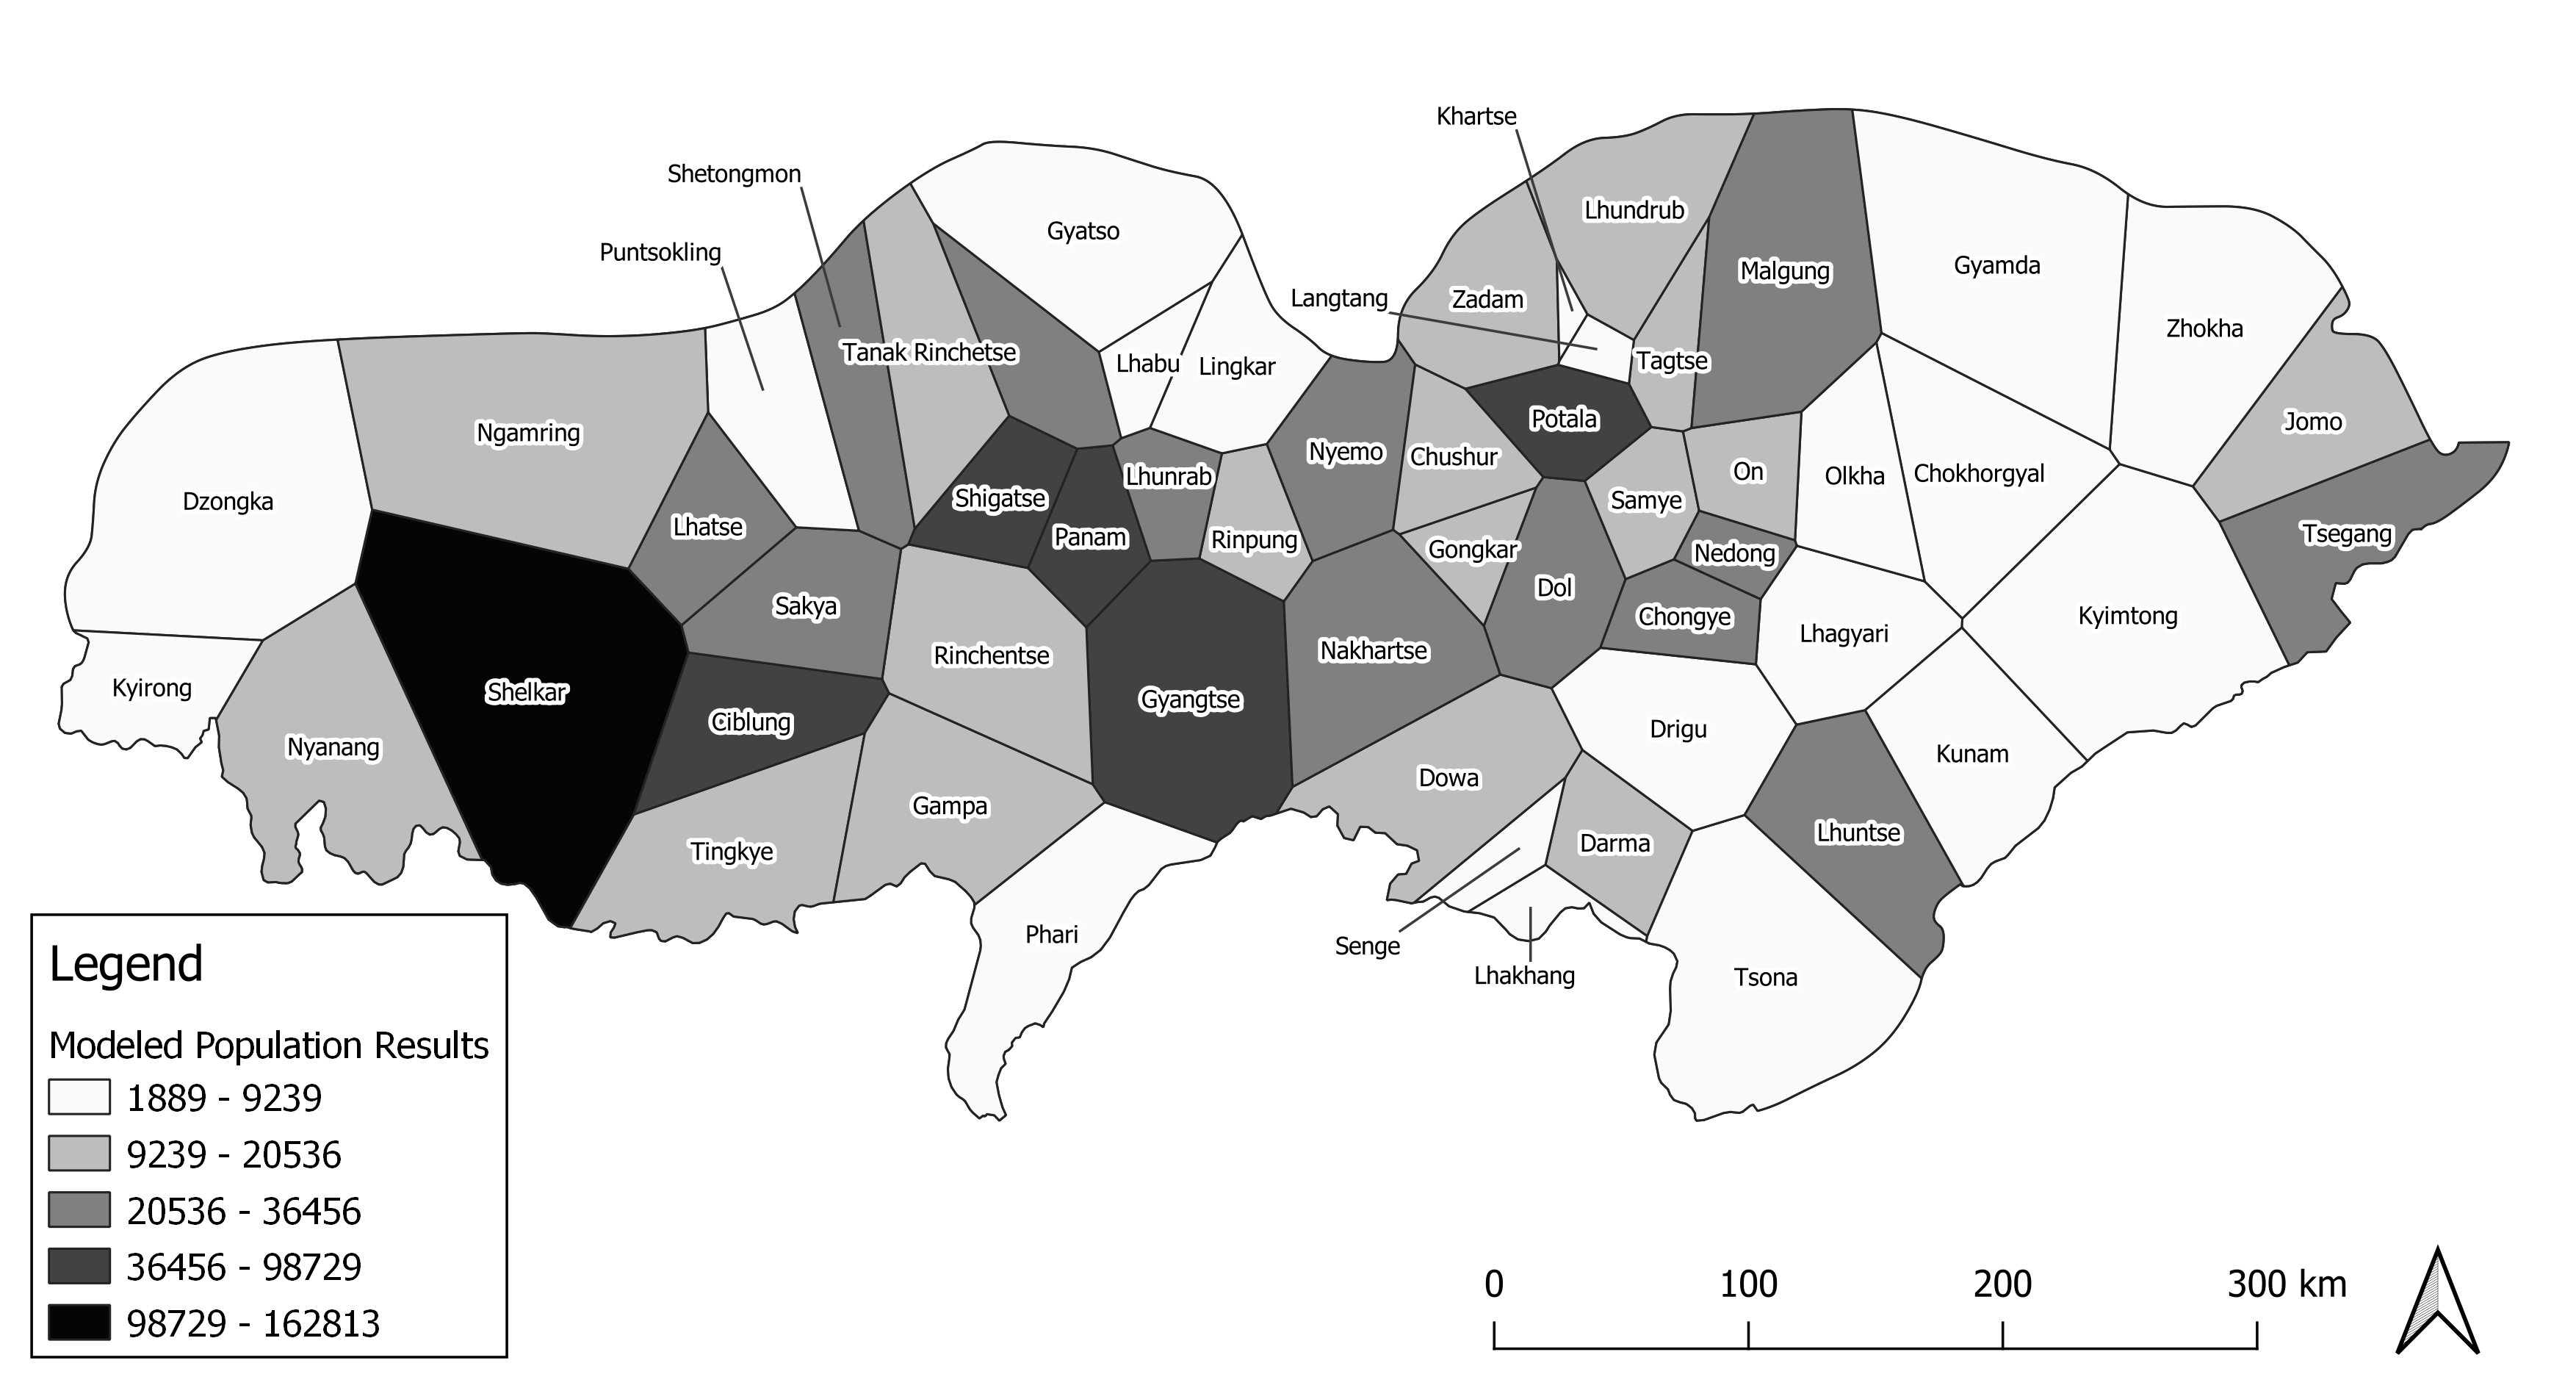 Khartse
Shetongmon
Lhundrub
Gyatso
Puntsokling
Malgung
Gyamda
Langtang
Zadam
Zhokha
Tanak Rinchetse
Lhabu
Lingkar
Tagtse
Potala
Jomo
Ngamring
Nyemo
Chushur
Lhunrab
On
Olkha
Chokhorgyal
Dzongka
Shigatse
Samye
Lhatse
Panam
Rinpung
Gongkar
Nedong
Tsegang
Sakya
Dol
Chongye
Kyimtong
Rinchentse
Nakhartse
Lhagyari
Kyirong
Shelkar
Gyangtse
Ciblung
Drigu
Nyanang
Dowa
Kunam
Gampa
Tingkye
Darma
Lhuntse
Phari
Senge
Lhakhang
Tsona
Legend
Modeled Population Results
1889 - 9239
9239 - 20536
20536 - 36456
36456 - 98729
98729 - 162813
0 100 200 300 km